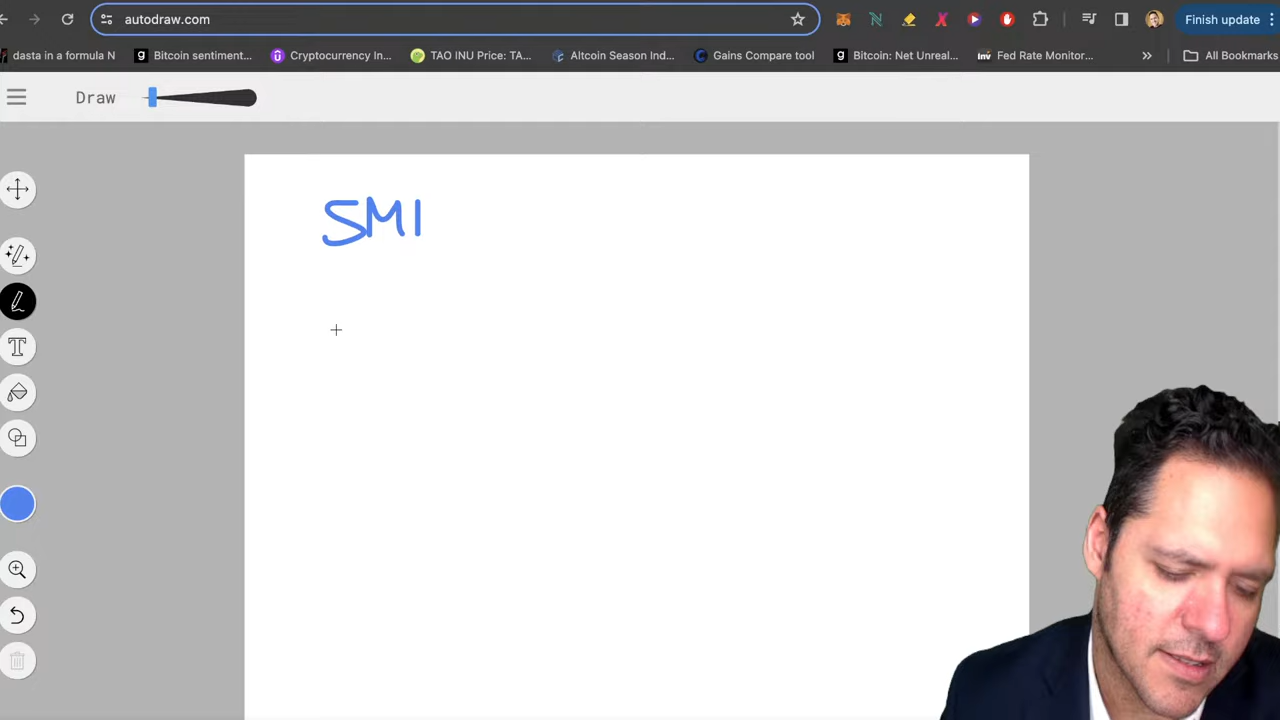 autodraw.com
Finish update
dasta in a formula N
Bitcoin sentiment...
Cryptocurrency In...
TAO INU Price: TA...
Altcoin Season Ind...
Gains Compare tool
Bitcoin: Net Unreal...
Fed Rate Monitor...
»
All Bookmarks
Draw
SMI